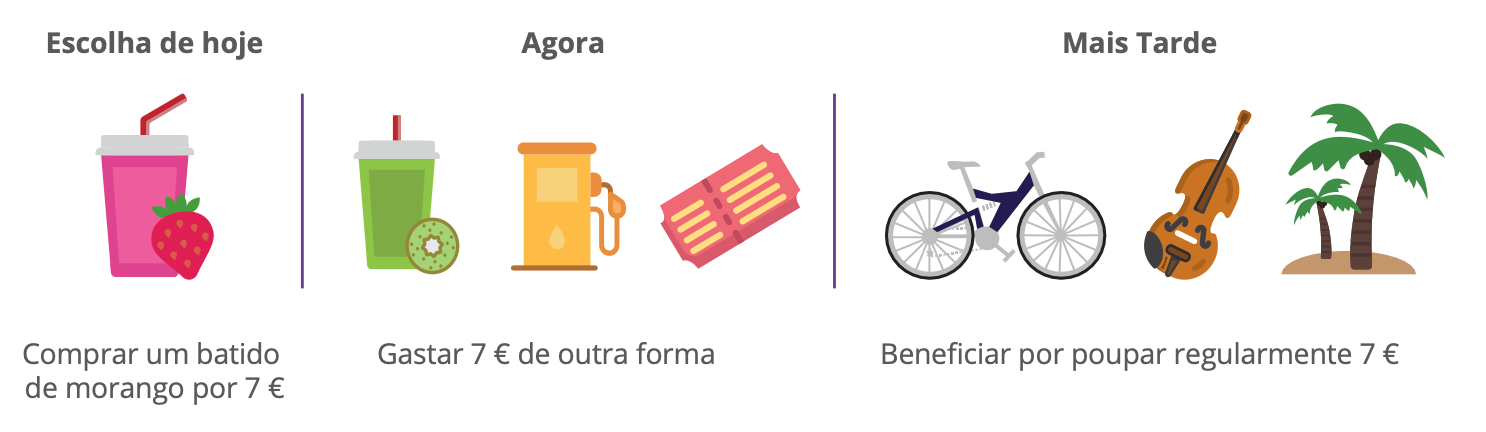 Escolha de hoje
Agora
Mais Tarde
Comprar um batido
de morango por 7 €
Gastar 7 € de outra forma
Beneficiar por poupar regularmente 7 €